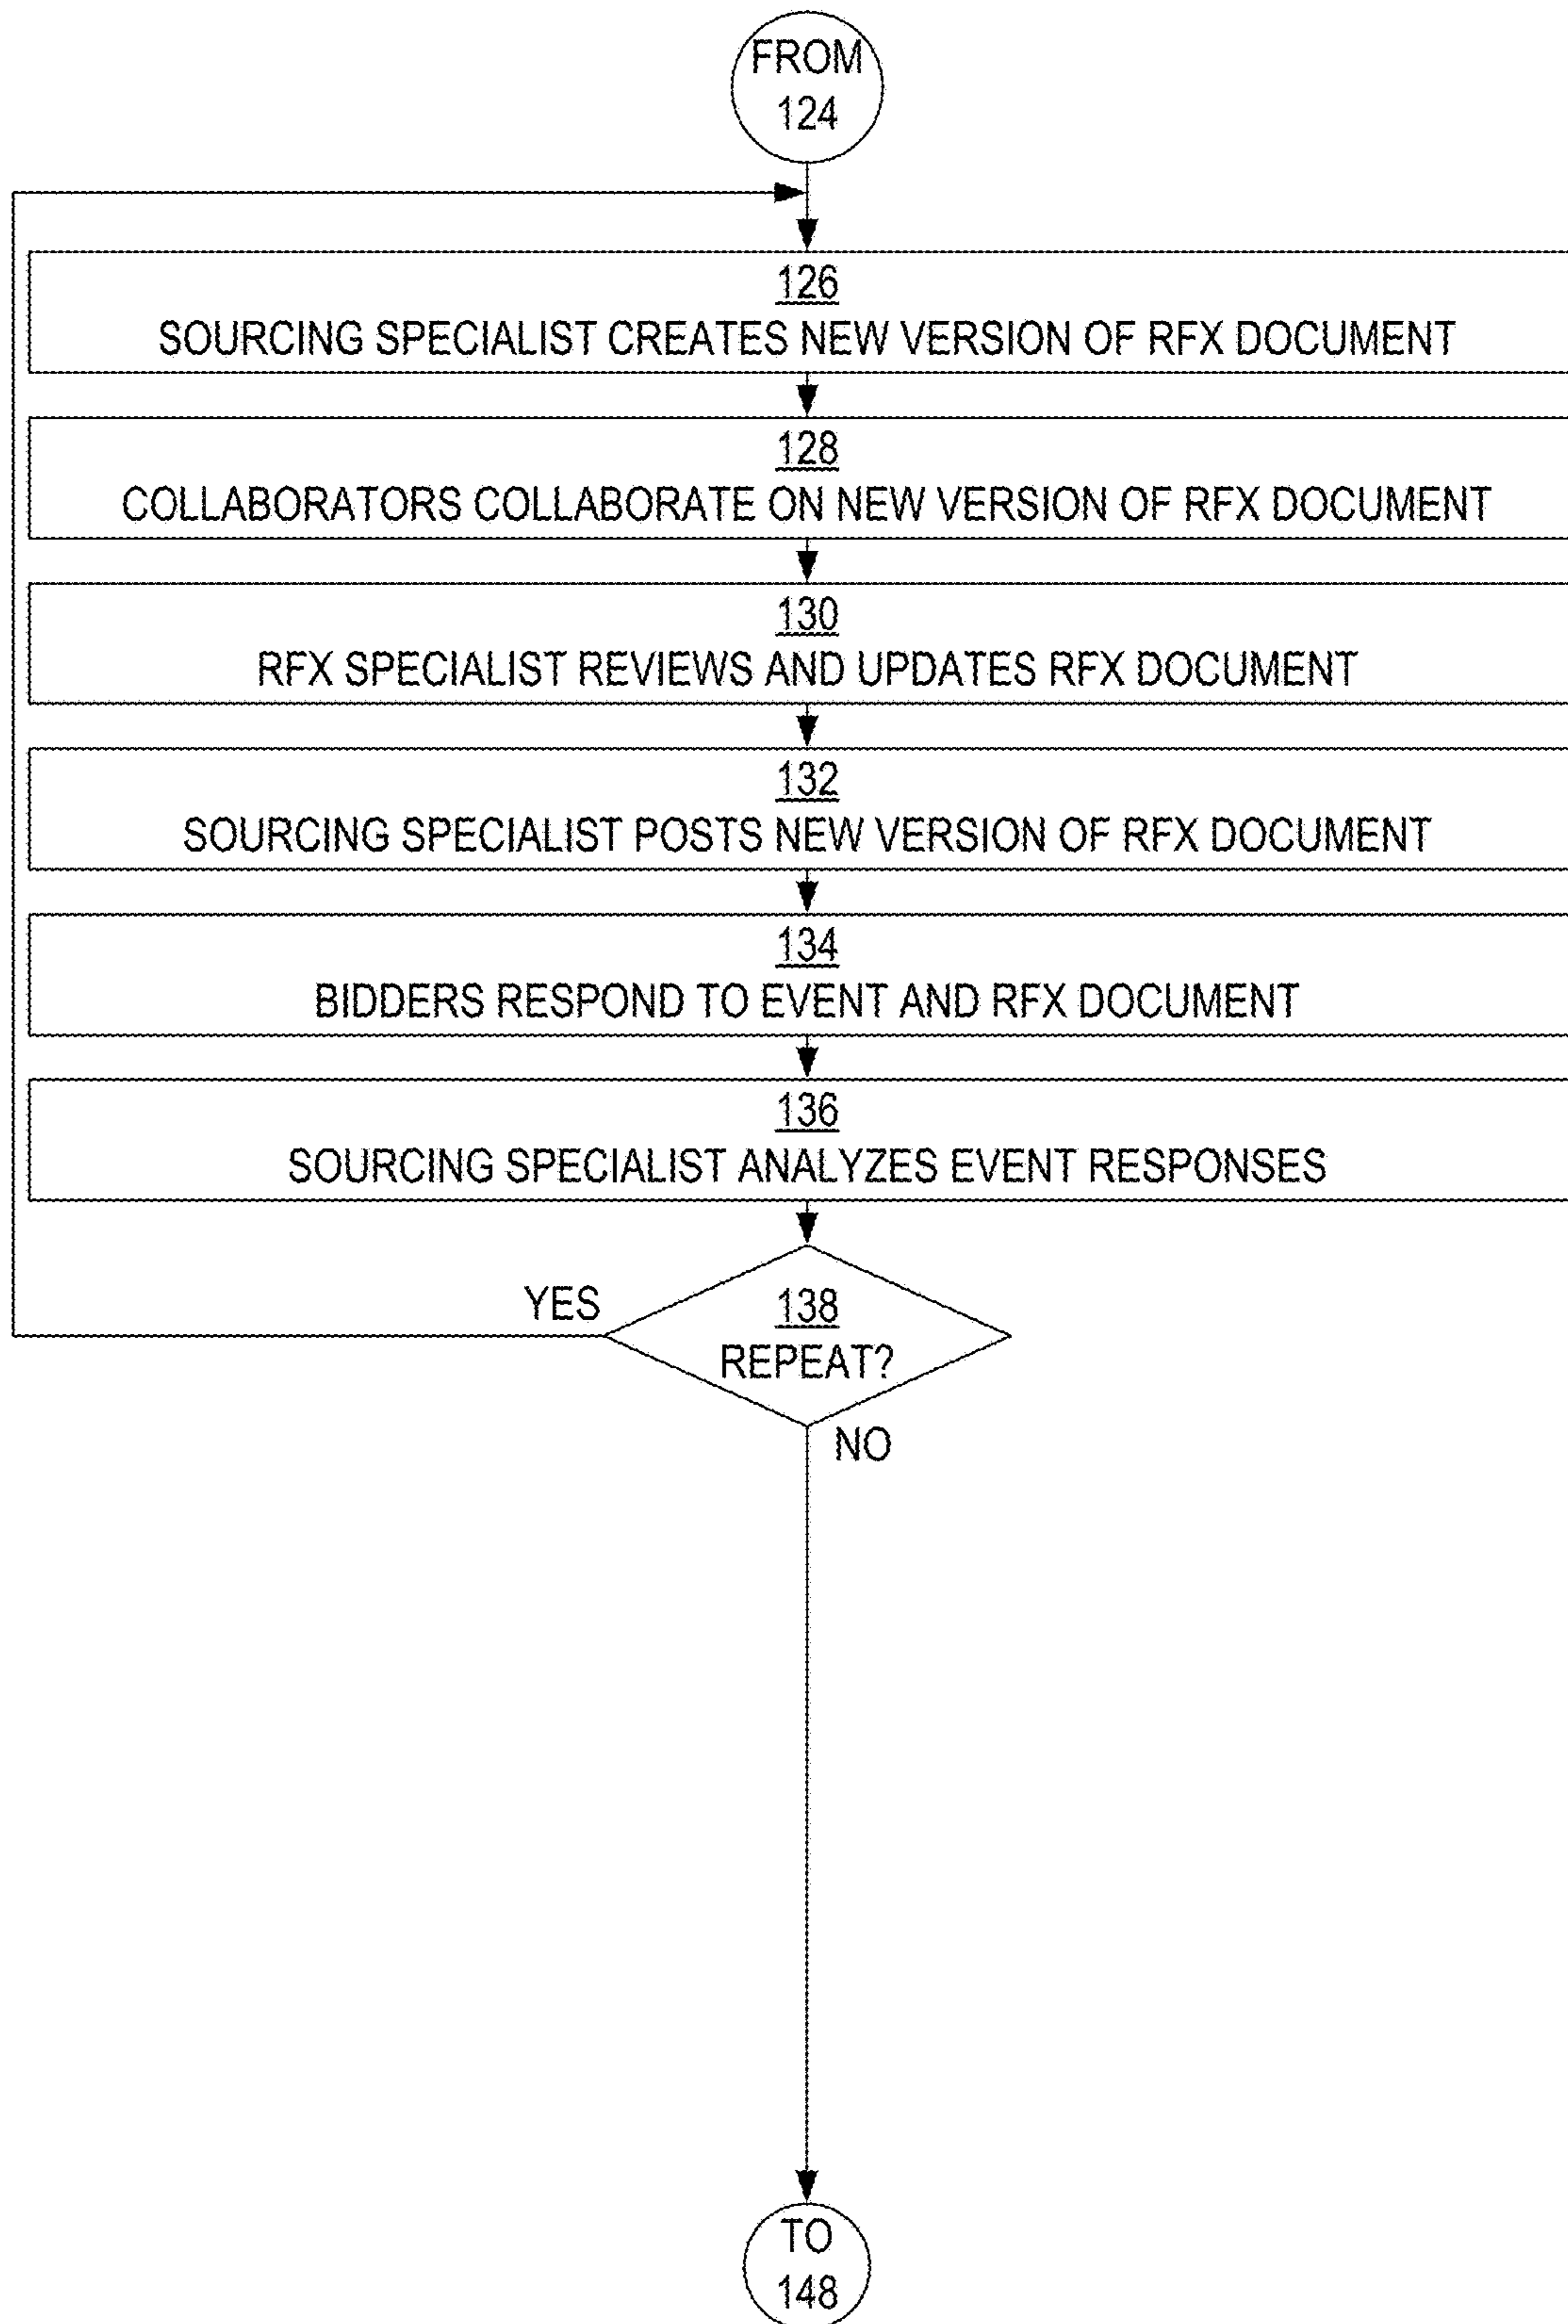 FROM
124
126
SOURCING SPECIALIST CREATES NEW VERSION OF RFX DOCUMENT
128
COLLABORATORS COLLABORATE ON NEW VERSION OF RFX DOCUMENT
130
RFX SPECIALIST REVIEWS AND UPDATES RFX DOCUMENT
132
SOURCING SPECIALIST POSTS NEW VERSION OF RFX DOCUMENT
134
BIDDERS RESPOND TO EVENT AND RFX DOCUMENT
136
SOURCING SPECIALIST ANALYZES EVENT RESPONSES
YES
138
REPEAT?
NO
TO
148